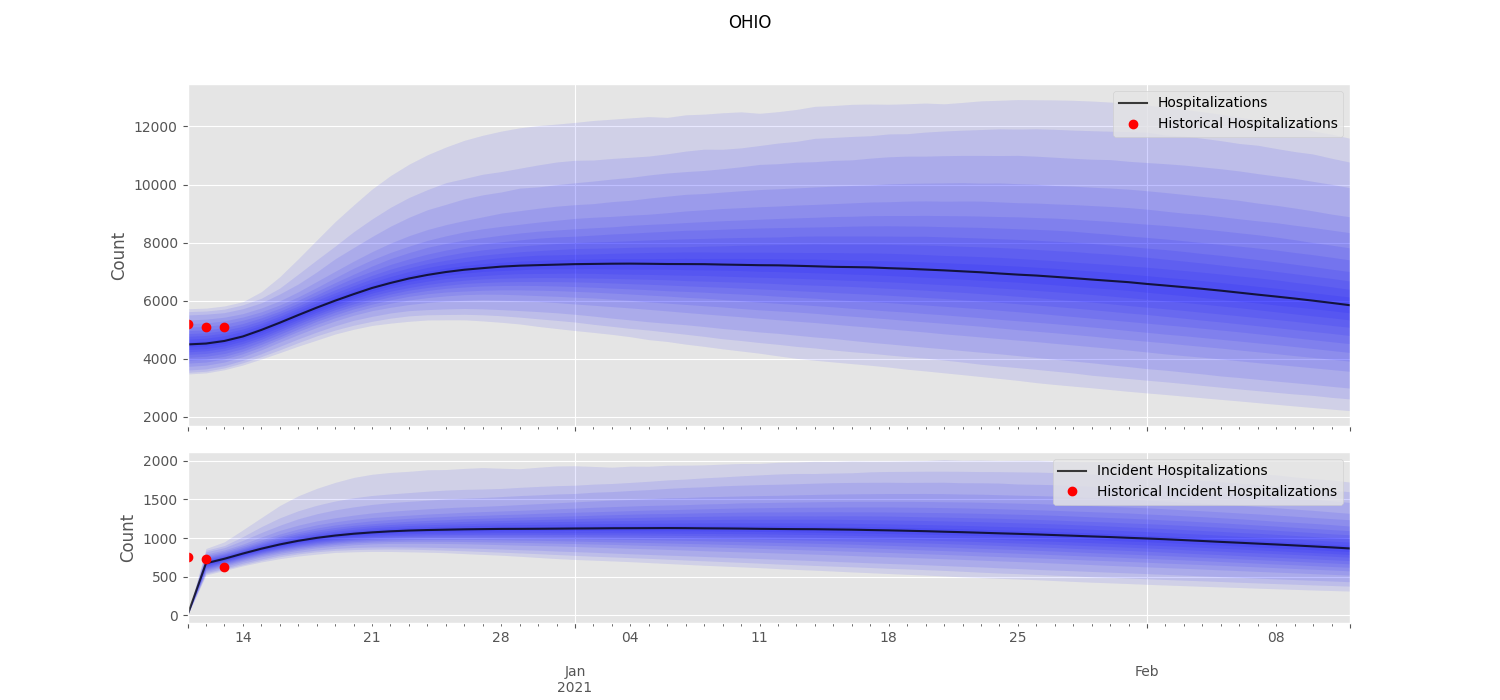 OHIO
Hospitalizations
Historical Hospitalizations
Count
12000
10000
8000
6000
4000
2000
Incident Hospitalizations
Historical Incident Hospitalizations
Count
2000
1500
1000
500
0
14 21 28 04 11 18 25 08
Jan Feb
2021